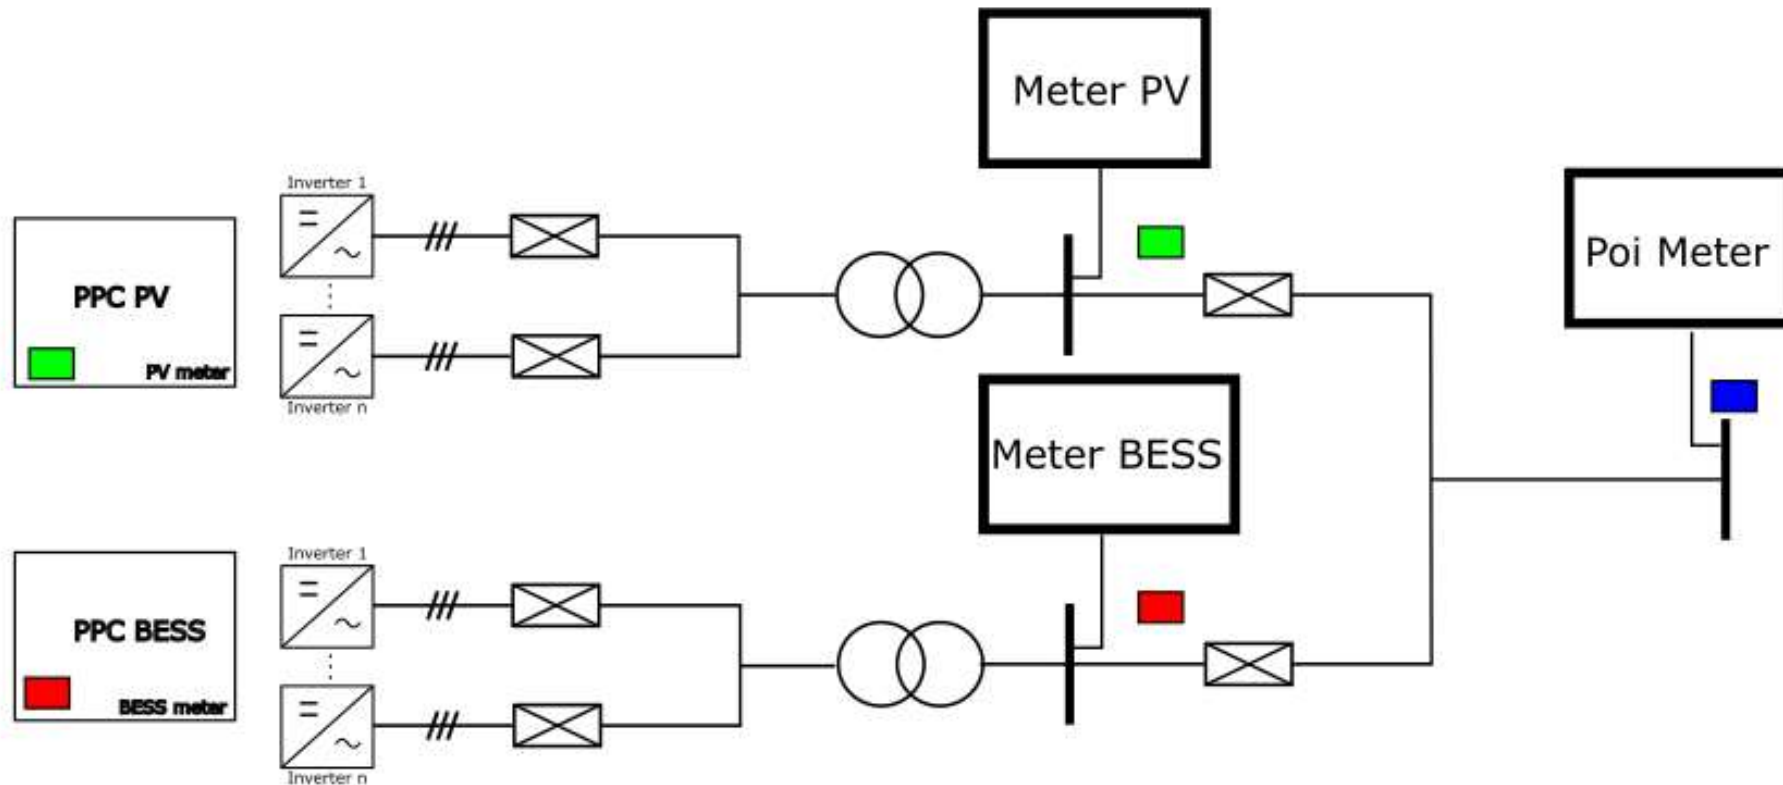 Meter PV
Inverter 1
Poi Meter
PPC PV
PV meter
Inverter n
Meter BESS
Inverter 1
PPC BESS
BESS meter
Inverter n